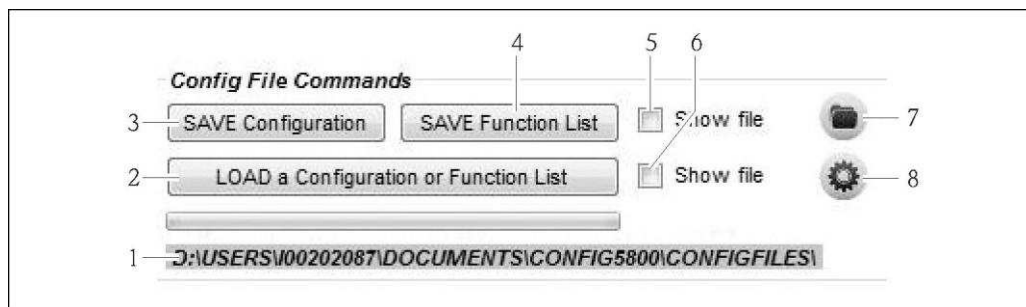 4 5 6
Config File Commands
3 SAVE Configuration SAVE Function List Show file 7
2 LOAD a Configuration or Function List Show file 8
1 D:\USERS\I00202087\DOCUMENTS\CONFIG5800\CONFIGFILES\